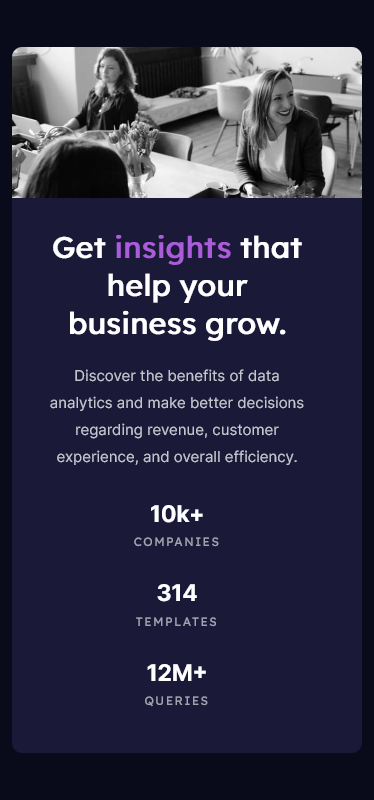 Get insights that
help your
business grow.
Discover the benefits of data
analytics and make better decisions
regarding revenue, customer
experience, and overall efficiency.
10k+
COMPANIES
314
TEMPLATES
12M+
QUERIES